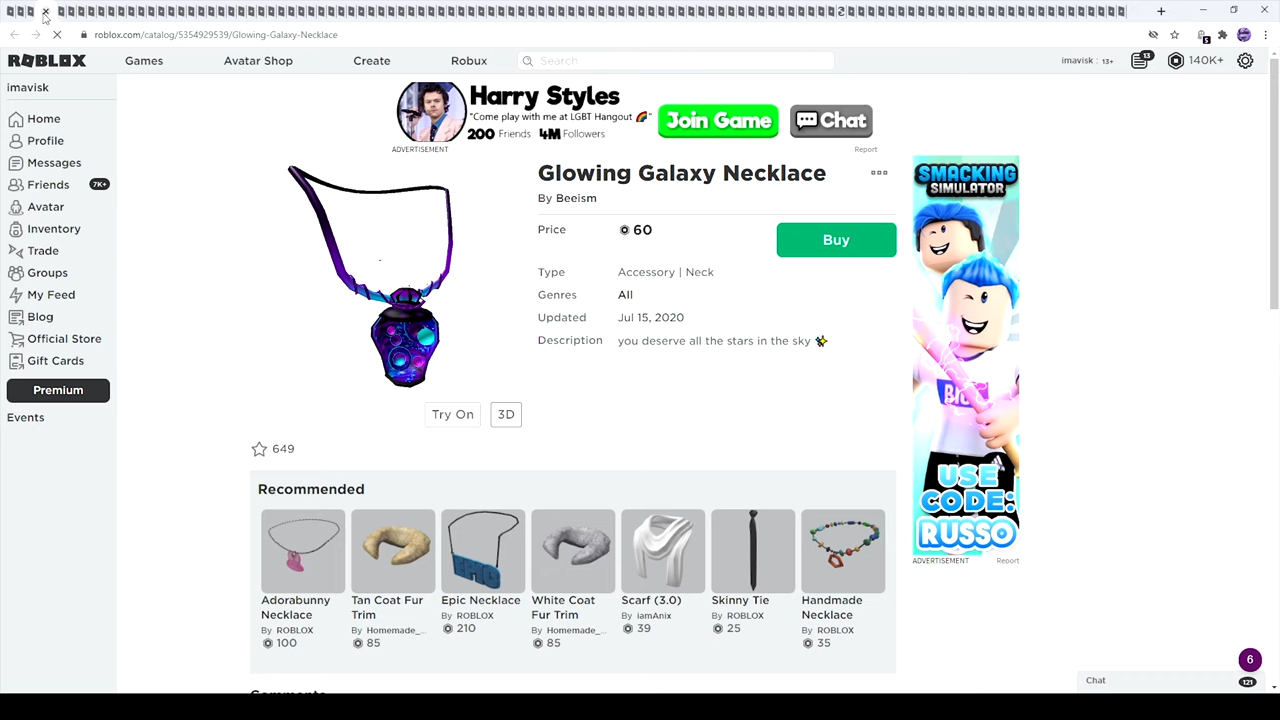 roblox.com/catalog/5354929539/Glowing-Galaxy-Necklace
5
ROBLOX
Games
Avatar Shop
Create
Robux
Search
imavisk : 13+
13
140K+
imavisk
Home
Profile
Messages
Friends
7K+
Avatar
Inventory
Trade
Groups
My Feed
Blog
Official Store
Gift Cards
Premium
Events
Harry Styles
"Come play with me at LGBT Hangout 🌈"
200 Friends 4M Followers
Join Game
Chat
ADVERTISEMENT
Report
Glowing Galaxy Necklace
By Beeism
Price
60
Buy
Type
Accessory | Neck
Genres
All
Updated
Jul 15, 2020
Description
you deserve all the stars in the sky ✨
Try On
3D
649
Recommended
Adorabunny
Necklace
By ROBLOX
100
Tan Coat Fur
Trim
By Homemade_...
85
Epic Necklace
By ROBLOX
210
White Coat
Fur Trim
By Homemade_...
85
Scarf (3.0)
By iamAnix
39
Skinny Tie
By ROBLOX
25
Handmade
Necklace
By ROBLOX
35
EPIC
SMACKING
SIMULATOR
USE
CODE:
RUSSO
ADVERTISEMENT
Report
6
Chat
121